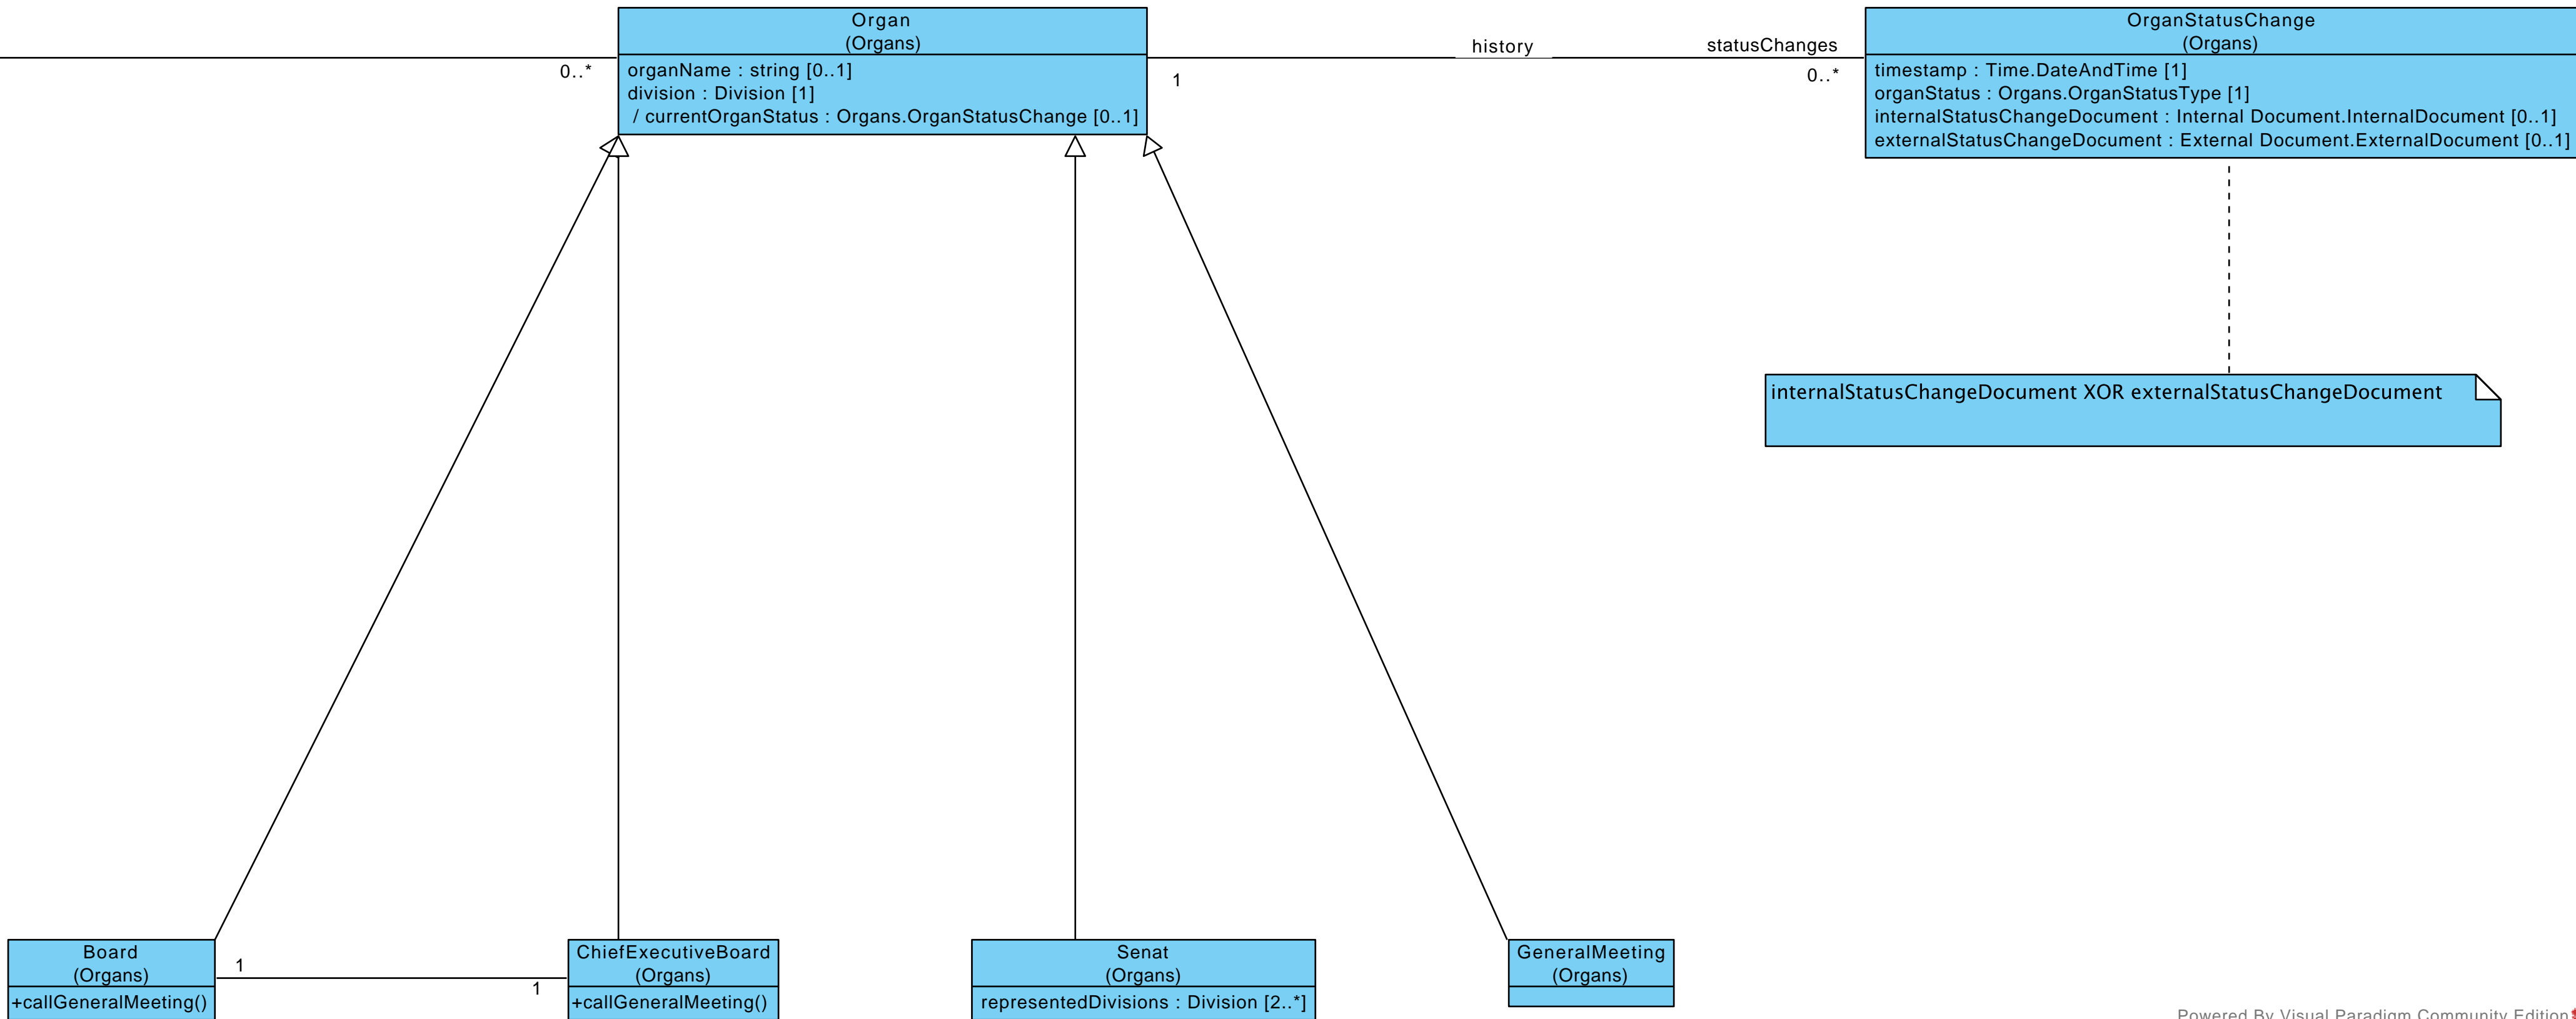 Organ
(Organs)
organName : string [0..1]
division : Division [1]
/ currentOrganStatus : Organs.OrganStatusChange [0..1]
0..*
1
history
statusChanges
0..*
OrganStatusChange
(Organs)
timestamp : Time.DateAndTime [1]
organStatus : Organs.OrganStatusType [1]
internalStatusChangeDocument : Internal Document.InternalDocument [0..1]
externalStatusChangeDocument : External Document.ExternalDocument [0..1]
internalStatusChangeDocument XOR externalStatusChangeDocument
Board
(Organs)
+callGeneralMeeting()
1
1
ChiefExecutiveBoard
(Organs)
+callGeneralMeeting()
Senat
(Organs)
representedDivisions : Division [2..*]
GeneralMeeting
(Organs)
Powered By Visual Paradigm Community Edition